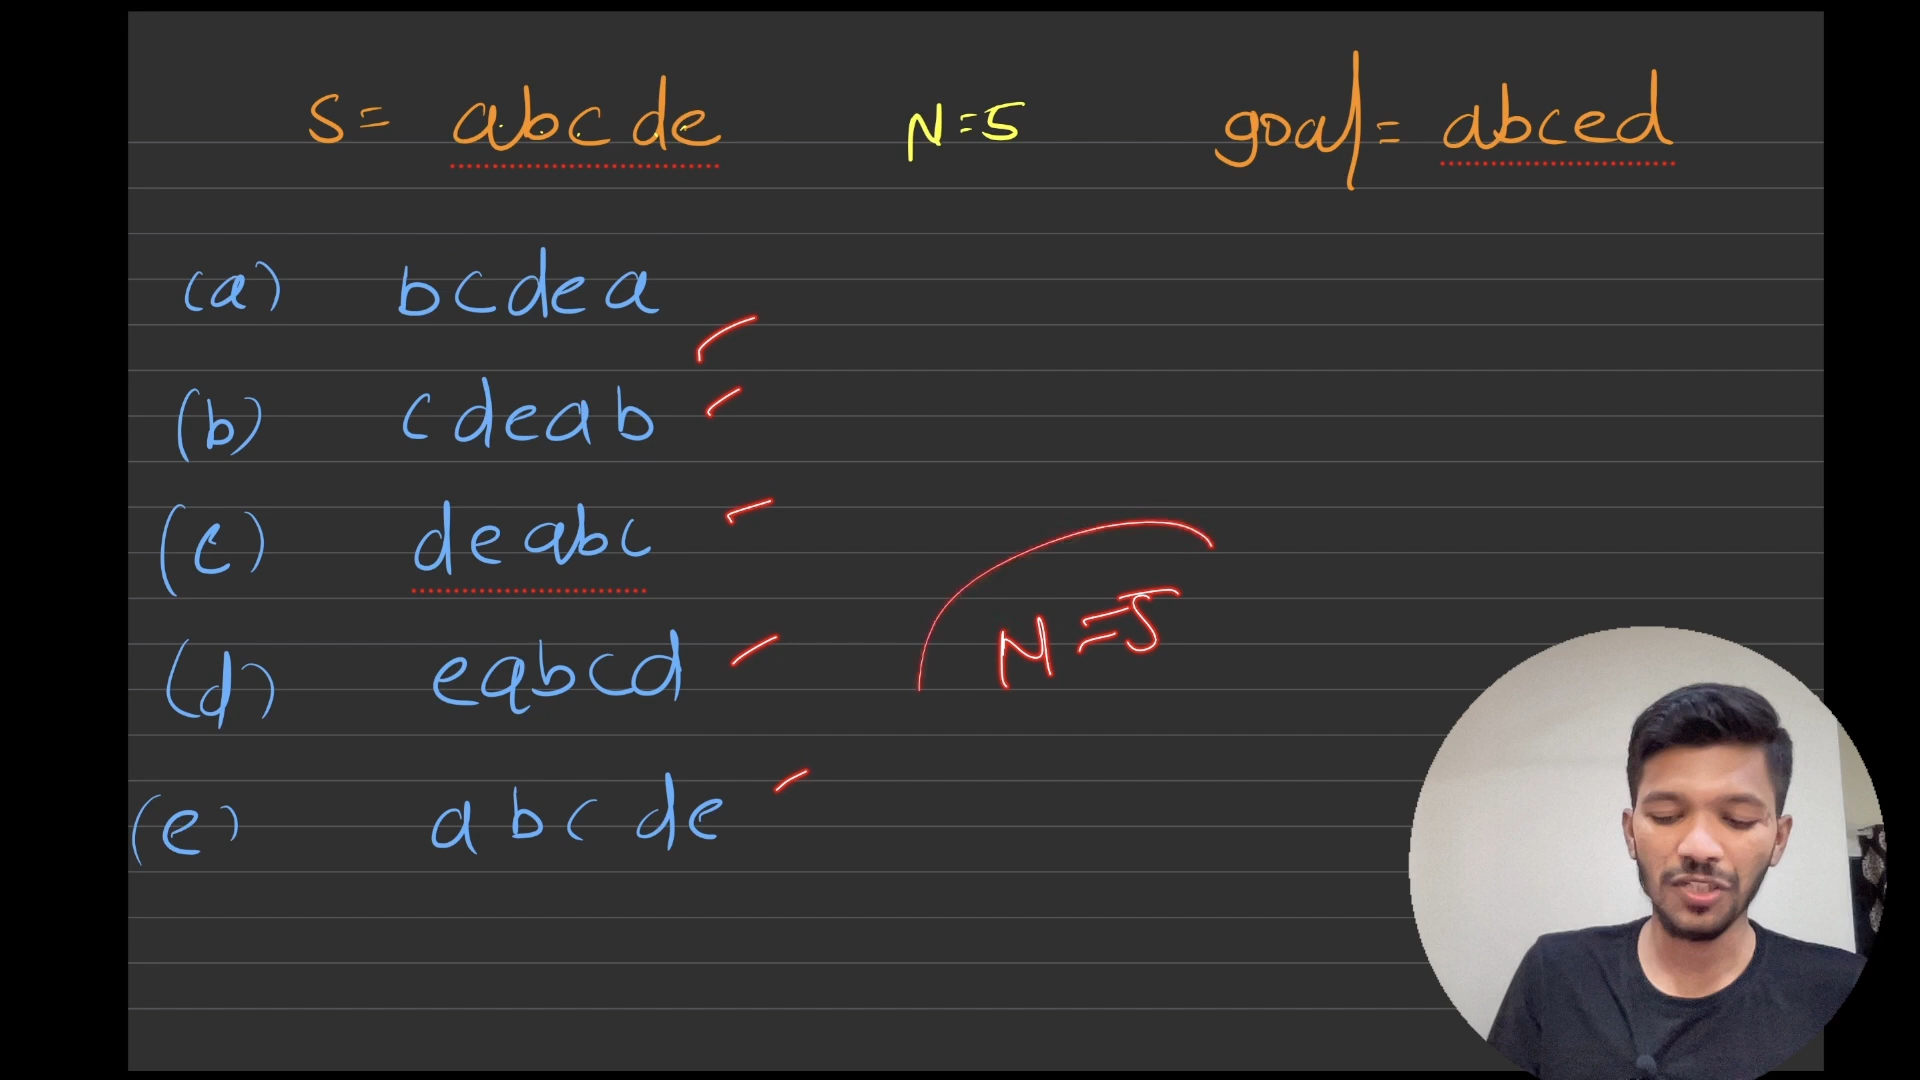 S= abcde N=5 goal= abced
(a) bcdea
(b) cdeab
(c) deabc
N=5
(d) eabcd
(e) abcde